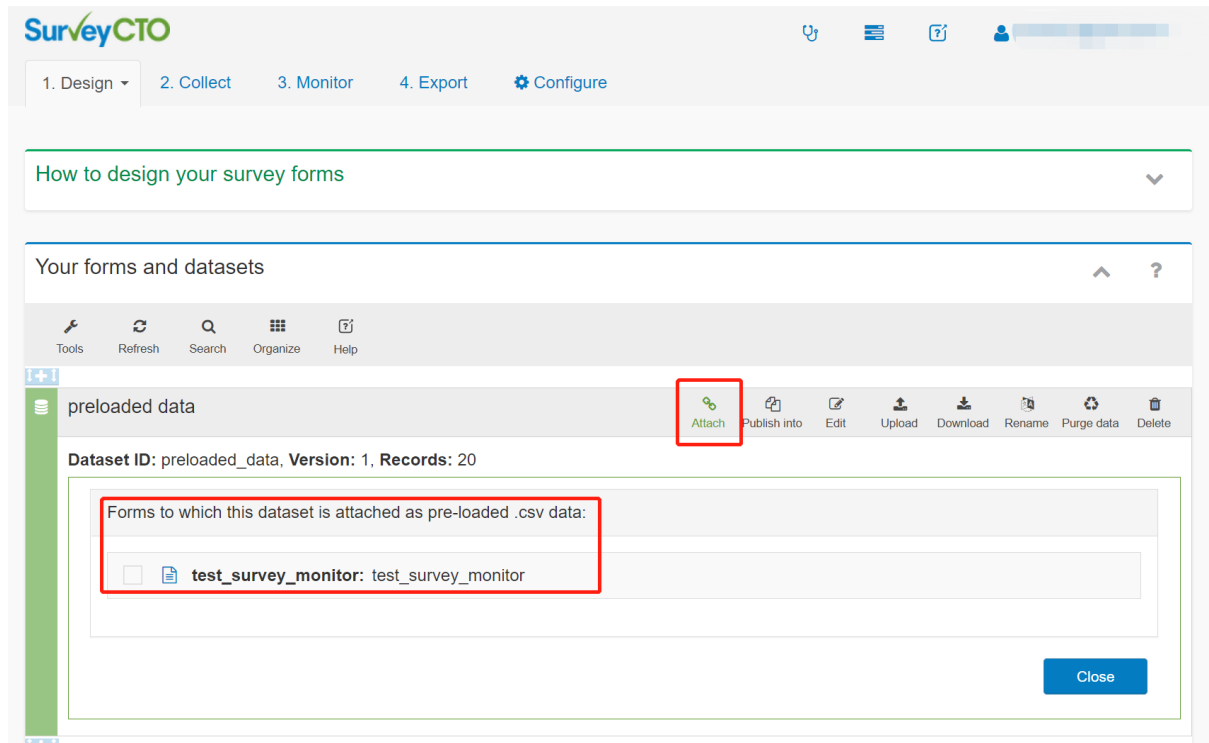 SurveyCTO
1. Design 2. Collect 3. Monitor 4. Export Configure
How to design your survey forms
Your forms and datasets
?
Tools Refresh Search Organize Help
preloaded data
Attach Publish into Edit Upload Download Rename Purge data Delete
Dataset ID: preloaded_data, Version: 1, Records: 20
Forms to which this dataset is attached as pre-loaded .csv data:
test_survey_monitor: test_survey_monitor
Close